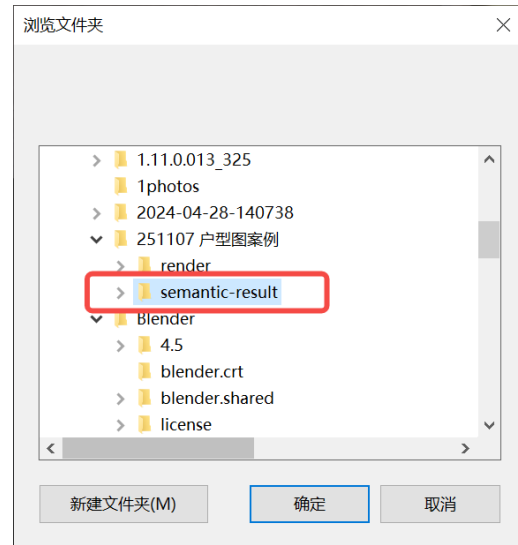 浏览文件夹
1.11.0.013_325
1photos
2024-04-28-140738
251107 户型图案例
render
semantic-result
Blender
4.5
blender.crt
blender.shared
license
新建文件夹(M)
确定
取消